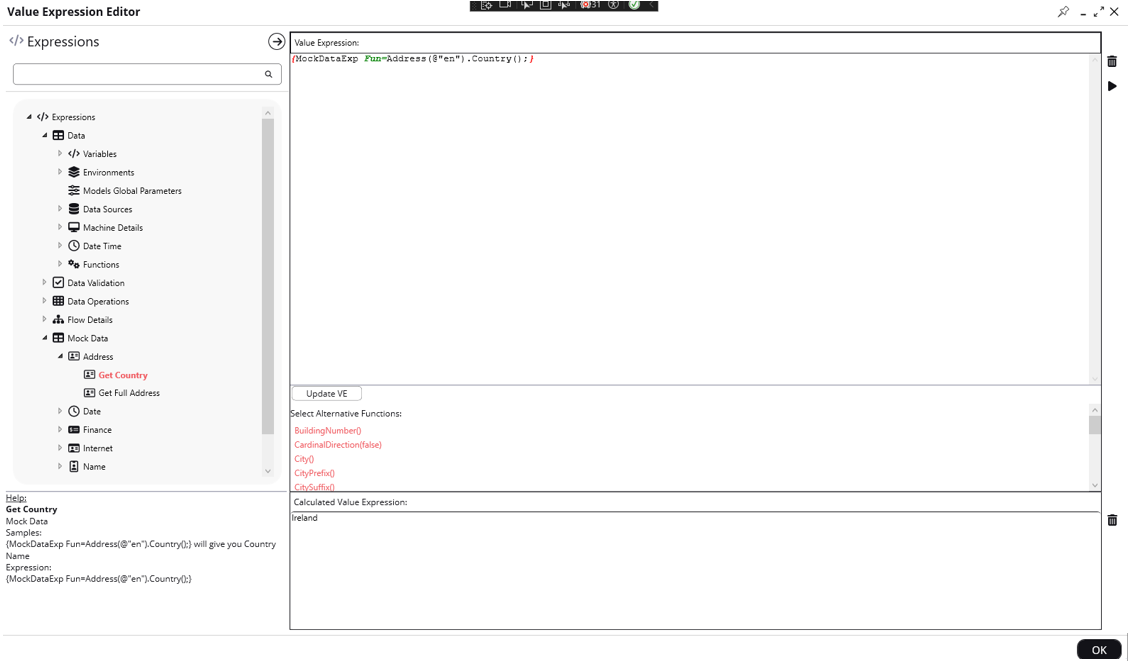 Value Expression Editor
31
</> Expressions
Value Expression:
{MockDataExp Fun=Address(@"en").Country();}
</> Expressions
Data
</> Variables
Environments
Models Global Parameters
Data Sources
Machine Details
Date Time
Functions
Data Validation
Data Operations
Flow Details
Mock Data
Address
Get Country
Get Full Address
Date
Finance
Internet
Name
Update VE
Select Alternative Functions:
BuildingNumber()
CardinalDirection(false)
City()
CityPrefix()
CitySuffix()
Help:
Get Country
Mock Data
Samples:
{MockDataExp Fun=Address(@"en").Country();} will give you Country
Name
Expression:
{MockDataExp Fun=Address(@"en").Country();}
Calculated Value Expression:
Ireland
OK